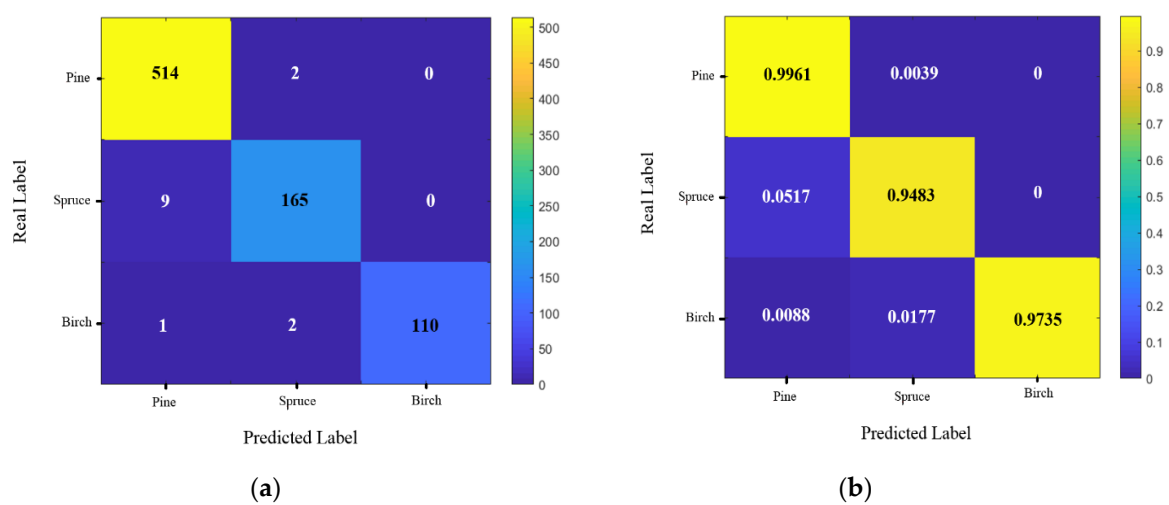 Real Label
Pine
514
2
0
Spruce
9
165
0
Birch
1
2
110
Pine
Spruce
Birch
Predicted Label
500
450
400
350
300
250
200
150
100
50
0
(a)
Real Label
Pine
0.9961
0.0039
0
Spruce
0.0517
0.9483
0
Birch
0.0088
0.0177
0.9735
Pine
Spruce
Birch
Predicted Label
0.9
0.8
0.7
0.6
0.5
0.4
0.3
0.2
0.1
0
(b)